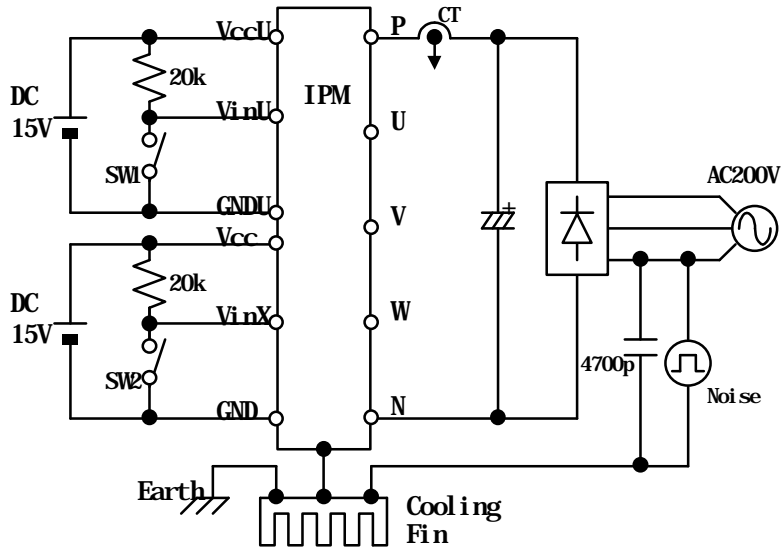 VccU
20k
DC
15V
VinU
SW1
GNDU
Vcc
20k
DC
15V
VinX
SW2
GND
IPM
P
CT
U
V
W
N
+
AC200V
4700p
Noise
Earth
Cooling
Fin